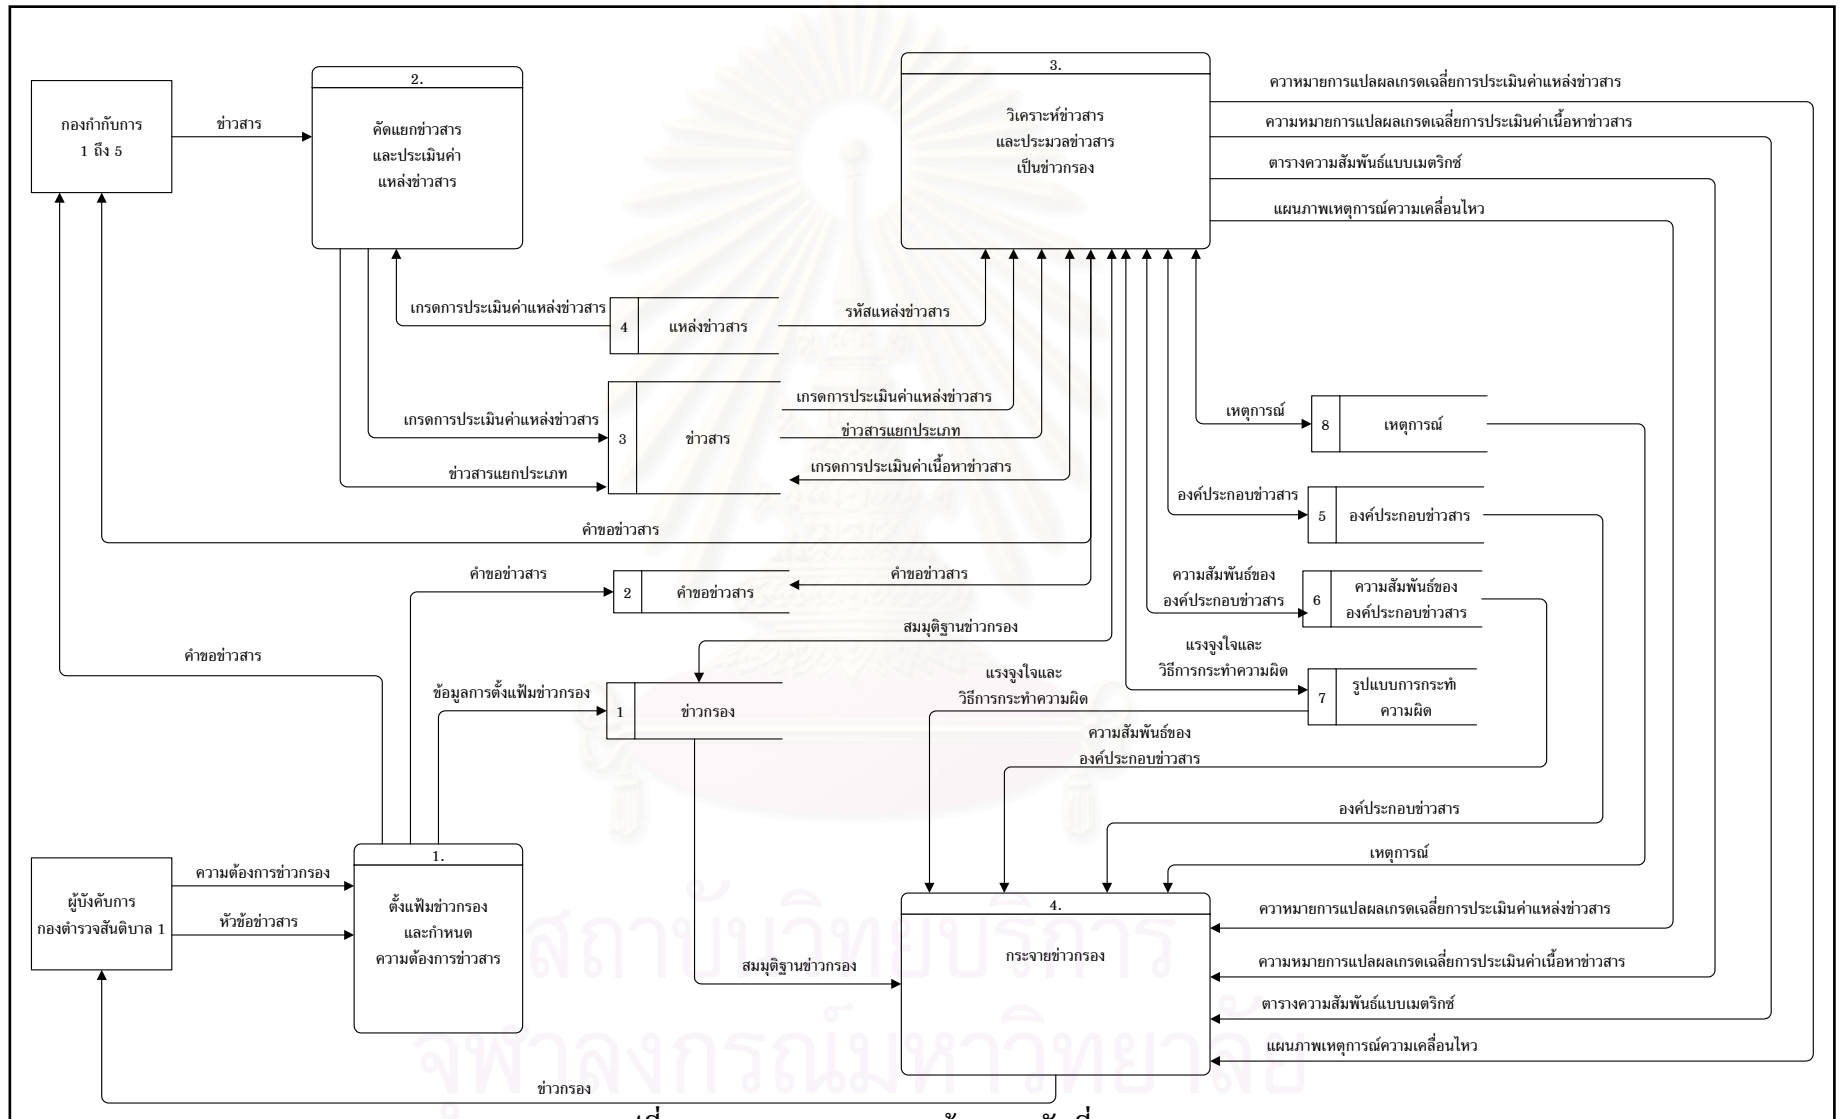 2.
คัดแยกข่าวสาร
และประเมินค่า
แหล่งข่าวสาร
3.
วิเคราะห์ข่าวสาร
และประมวลข่าวสาร
เป็นข่าวกรอง
กองกำกับการ
1 ถึง 5
ข่าวสาร
ควาหมายการแปลผลเกรดเฉลี่ยการประเมินค่าแหล่งข่าวสาร
ความหมายการแปลผลเกรดเฉลี่ยการประเมินค่าเนื้อหาข่าวสาร
ตารางความสัมพันธ์แบบเมตริกซ์
แผนภาพเหตุการณ์ความเคลื่อนไหว
เกรดการประเมินค่าแหล่งข่าวสาร
4
แหล่งข่าวสาร
รหัสแหล่งข่าวสาร
เกรดการประเมินค่าแหล่งข่าวสาร
3
ข่าวสาร
เกรดการประเมินค่าแหล่งข่าวสาร
ข่าวสารแยกประเภท
เกรดการประเมินค่าเนื้อหาข่าวสาร
ข่าวสารแยกประเภท
เหตุการณ์
8
เหตุการณ์
องค์ประกอบข่าวสาร
5
องค์ประกอบข่าวสาร
คำขอข่าวสาร
คำขอข่าวสาร
2
คำขอข่าวสาร
คำขอข่าวสาร
ความสัมพันธ์ของ
องค์ประกอบข่าวสาร
6
ความสัมพันธ์ของ
องค์ประกอบข่าวสาร
สมมุติฐานข่าวกรอง
คำขอข่าวสาร
แรงจูงใจและ
วิธีการกระทำความผิด
7
รูปแบบการกระทำ
ความผิด
ข้อมูลการตั้งแฟ้มข่าวกรอง
1
ข่าวกรอง
แรงจูงใจและ
วิธีการกระทำความผิด
ความสัมพันธ์ของ
องค์ประกอบข่าวสาร
องค์ประกอบข่าวสาร
เหตุการณ์
ผู้บังคับการ
กองตำรวจสันติบาล 1
ความต้องการข่าวกรอง
หัวข้อข่าวสาร
1.
ตั้งแฟ้มข่าวกรอง
และกำหนด
ความต้องการข่าวสาร
สมมุติฐานข่าวกรอง
4.
กระจายข่าวกรอง
ควาหมายการแปลผลเกรดเฉลี่ยการประเมินค่าแหล่งข่าวสาร
ความหมายการแปลผลเกรดเฉลี่ยการประเมินค่าเนื้อหาข่าวสาร
ตารางความสัมพันธ์แบบเมตริกซ์
แผนภาพเหตุการณ์ความเคลื่อนไหว
ข่าวกรอง
สถาบันวิทยบริการ
จุฬาลงกรณ์มหาวิทยาลัย